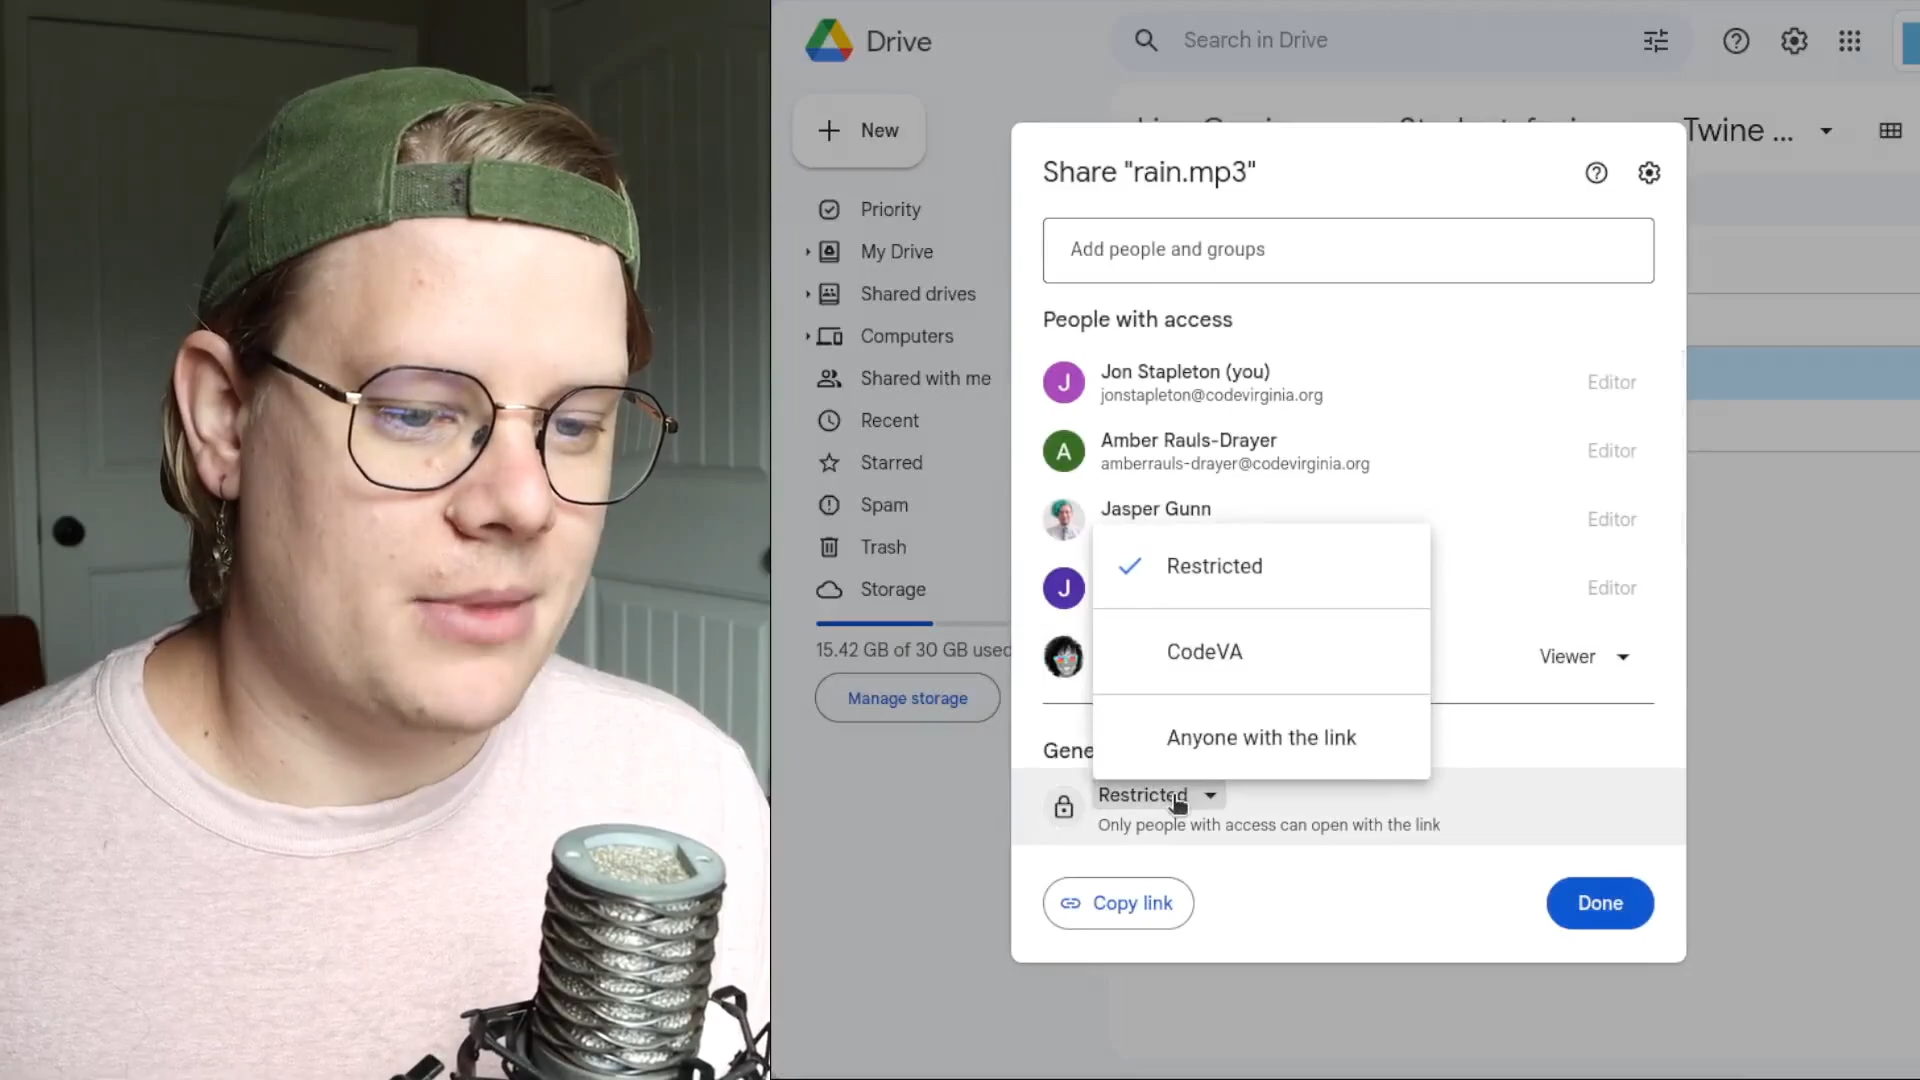 Drive
Search in Drive
New
Twine ...
Priority
My Drive
Shared drives
Computers
Shared with me
Recent
Starred
Spam
Trash
Storage
15.42 GB of 30 GB used
Manage storage
Share "rain.mp3"
Add people and groups
People with access
J
Jon Stapleton (you)
jonstapleton@codevirginia.org
Editor
A
Amber Rauls-Drayer
amberrauls-drayer@codevirginia.org
Editor
Jasper Gunn
Editor
J
Editor
Viewer
Restricted
CodeVA
Anyone with the link
Gene
Restricted
Only people with access can open with the link
Copy link
Done